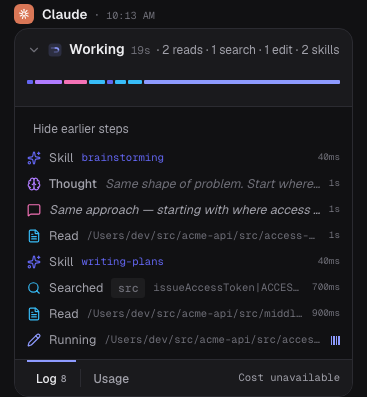 Claude · 10:13 AM
Working 19s · 2 reads · 1 search · 1 edit · 2 skills
Hide earlier steps
Skill brainstorming 40ms
Thought Same shape of problem. Start where… 1s
Same approach — starting with where access … 1s
Read /Users/dev/src/acme-api/src/access-… 1s
Skill writing-plans 40ms
Searched src issueAccessToken|ACCES… 700ms
Read /Users/dev/src/acme-api/src/middl… 900ms
Running /Users/dev/src/acme-api/src/acces…
Log 8 Usage Cost unavailable